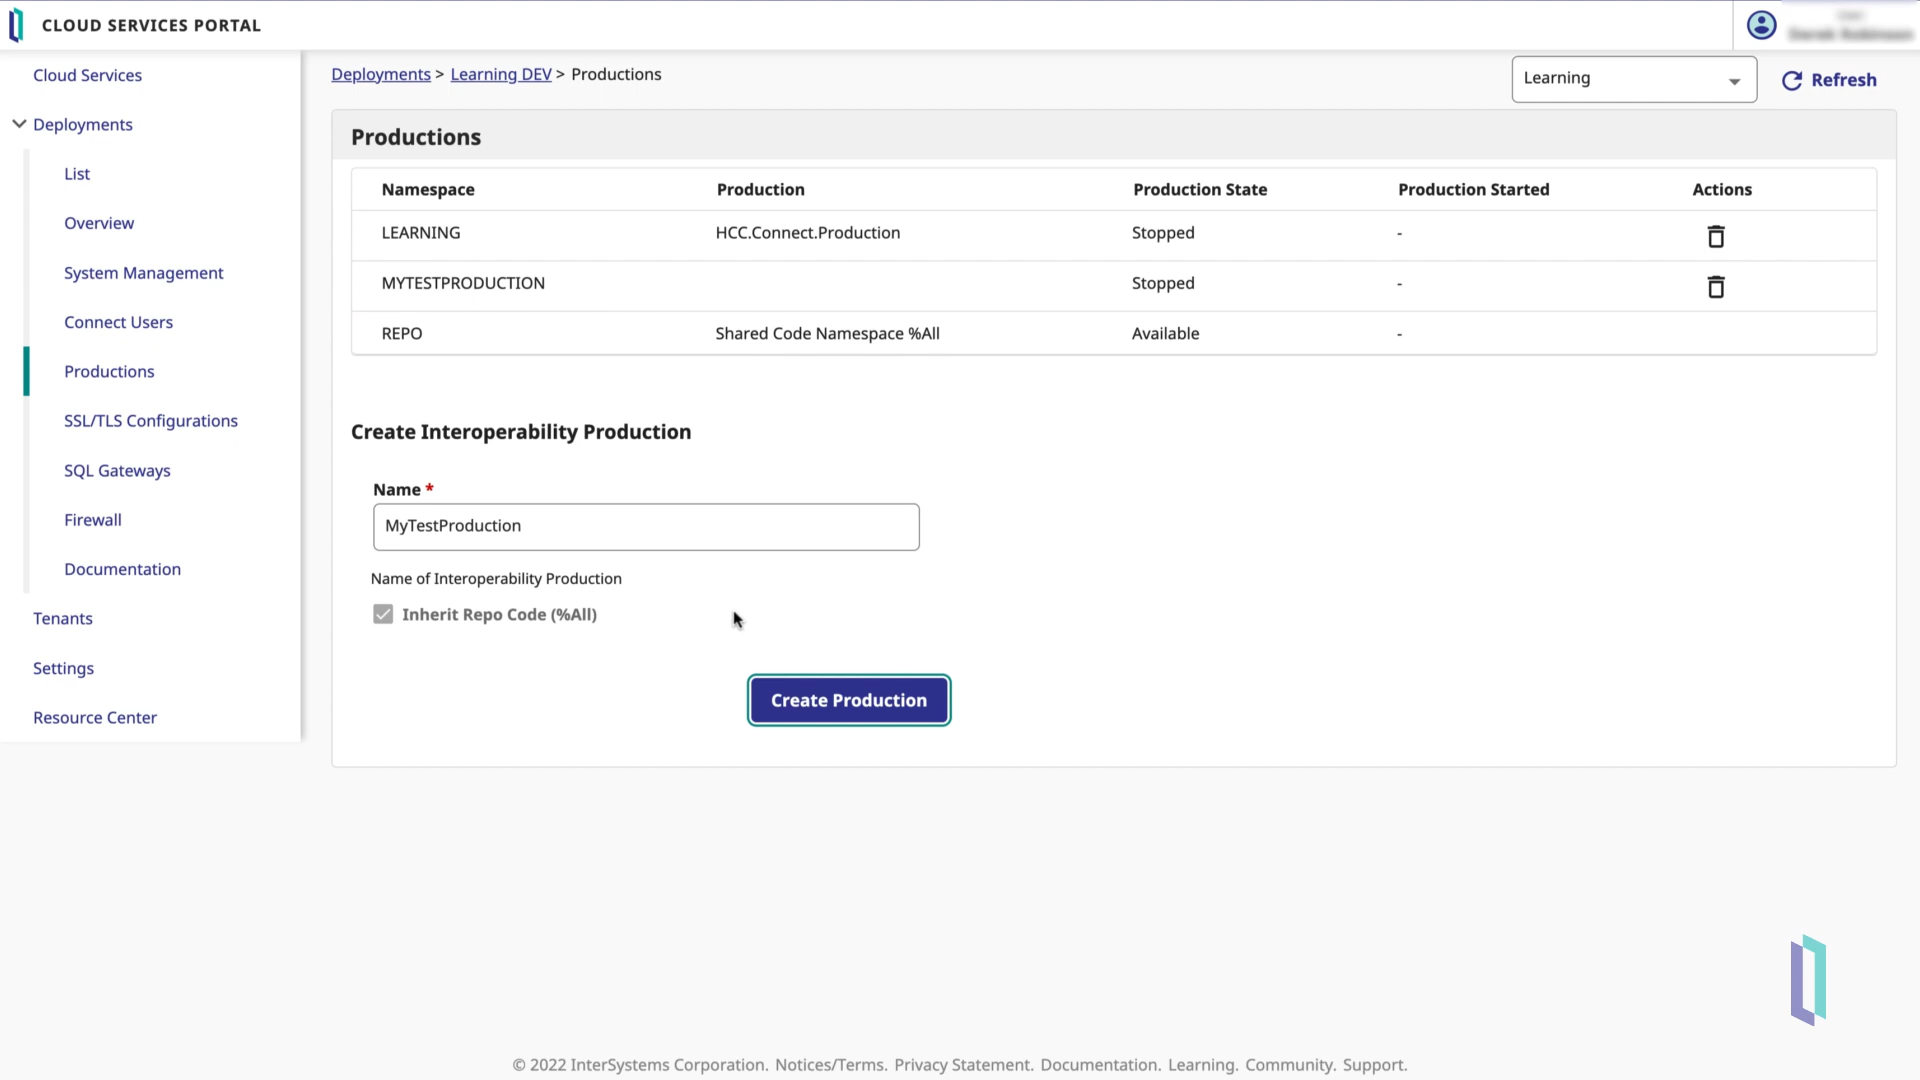 CLOUD SERVICES PORTAL
Cloud Services
Deployments
List
Overview
System Management
Connect Users
Productions
SSL/TLS Configurations
SQL Gateways
Firewall
Documentation
Tenants
Settings
Resource Center
Deployments > Learning DEV > Productions
Learning
Refresh
Productions
Namespace Production Production State Production Started Actions
LEARNING HCC.Connect.Production Stopped -
MYTESTPRODUCTION Stopped -
REPO Shared Code Namespace %All Available -
Create Interoperability Production
Name *
MyTestProduction
Name of Interoperability Production
Inherit Repo Code (%All)
Create Production
© 2022 InterSystems Corporation. Notices/Terms. Privacy Statement. Documentation. Learning. Community. Support.